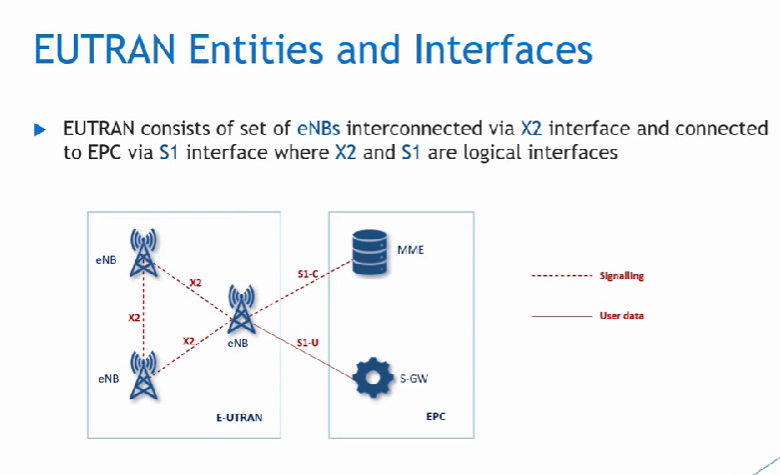 EUTRAN Entities and Interfaces
EUTRAN consists of set of eNBs interconnected via X2 interface and connected
to EPC via S1 interface where X2 and S1 are logical interfaces
eNB
MME
X2
S1-C
Signalling
X2
User data
X2
eNB
S1-U
eNB
S-GW
E-UTRAN
EPC